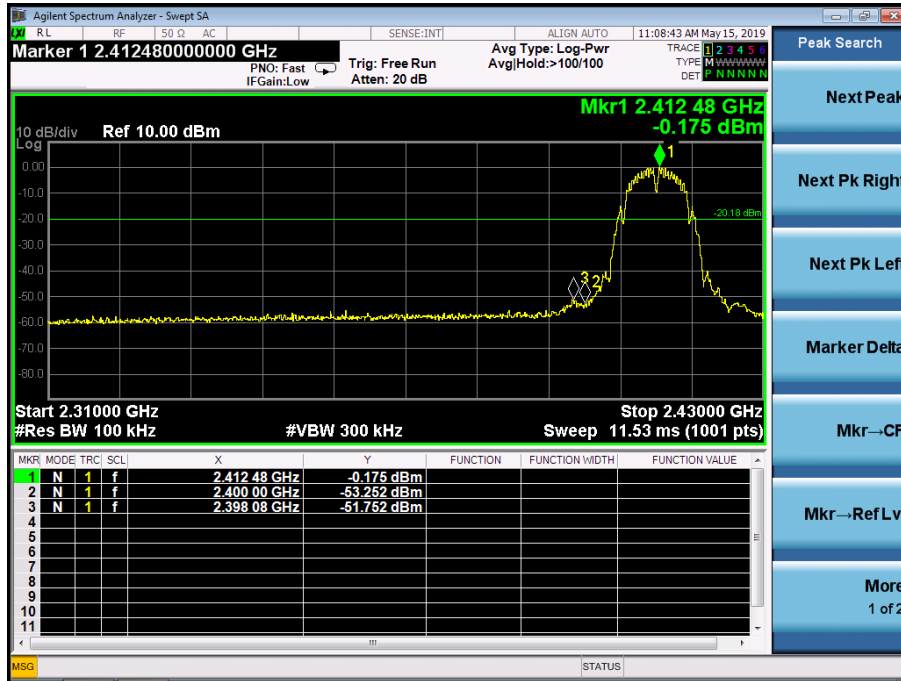 Agilent Spectrum Analyzer - Swept SA
LXI RL RF 50 Ω AC SENSE:INT ALIGN AUTO 11:08:43 AM May 15, 2019
Marker 1 2.412480000000 GHz Avg Type: Log-Pwr TRACE 1 2 3 4 5 6
PNO: Fast Trig: Free Run Avg|Hold:>100/100 TYPE M WWWWW
IFGain:Low Atten: 20 dB DET P N N N N N
Mkr1 2.412 48 GHz
10 dB/div Ref 10.00 dBm -0.175 dBm
Log
1
0.00
-10.0
-20.0
-20.18 dBm
-30.0
-40.0
3 2
-50.0
-60.0
-70.0
-80.0
Start 2.31000 GHz Stop 2.43000 GHz
#Res BW 100 kHz #VBW 300 kHz Sweep 11.53 ms (1001 pts)
MKR MODE TRC SCL X Y FUNCTION FUNCTION WIDTH FUNCTION VALUE
1 N 1 f 2.412 48 GHz -0.175 dBm
2 N 1 f 2.400 00 GHz -53.252 dBm
3 N 1 f 2.398 08 GHz -51.752 dBm
4
5
6
7
8
9
10
11
MSG STATUS
Peak Search
Next Peak
Next Pk Right
Next Pk Left
Marker Delta
Mkr→CF
Mkr→Ref Lv
More
1 of 2